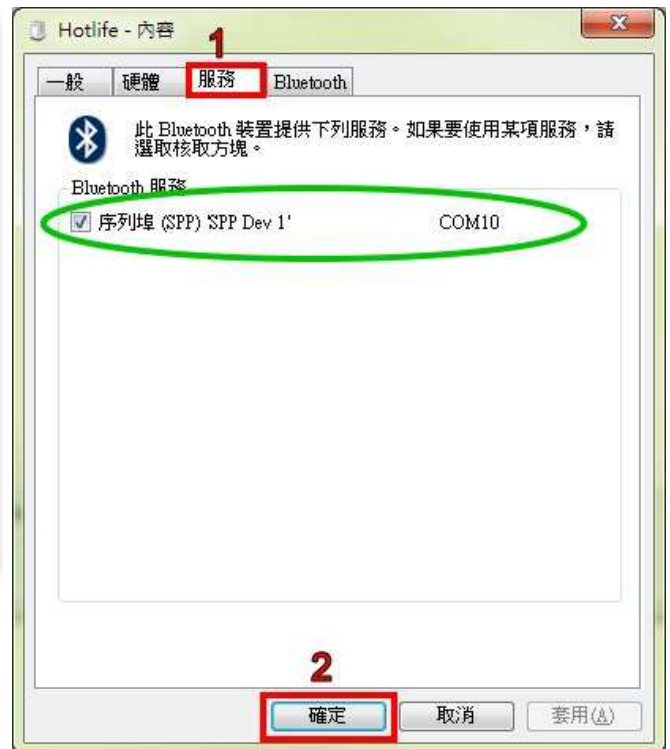 Hotlife - 內容
1
一般 硬體 服務 Bluetooth
此 Bluetooth 裝置提供下列服務。如果要使用某項服務，請
選取核取方塊。
Bluetooth 服務
序列埠 (SPP) 'SPP Dev 1' COM10
2
確定 取消 套用(A)